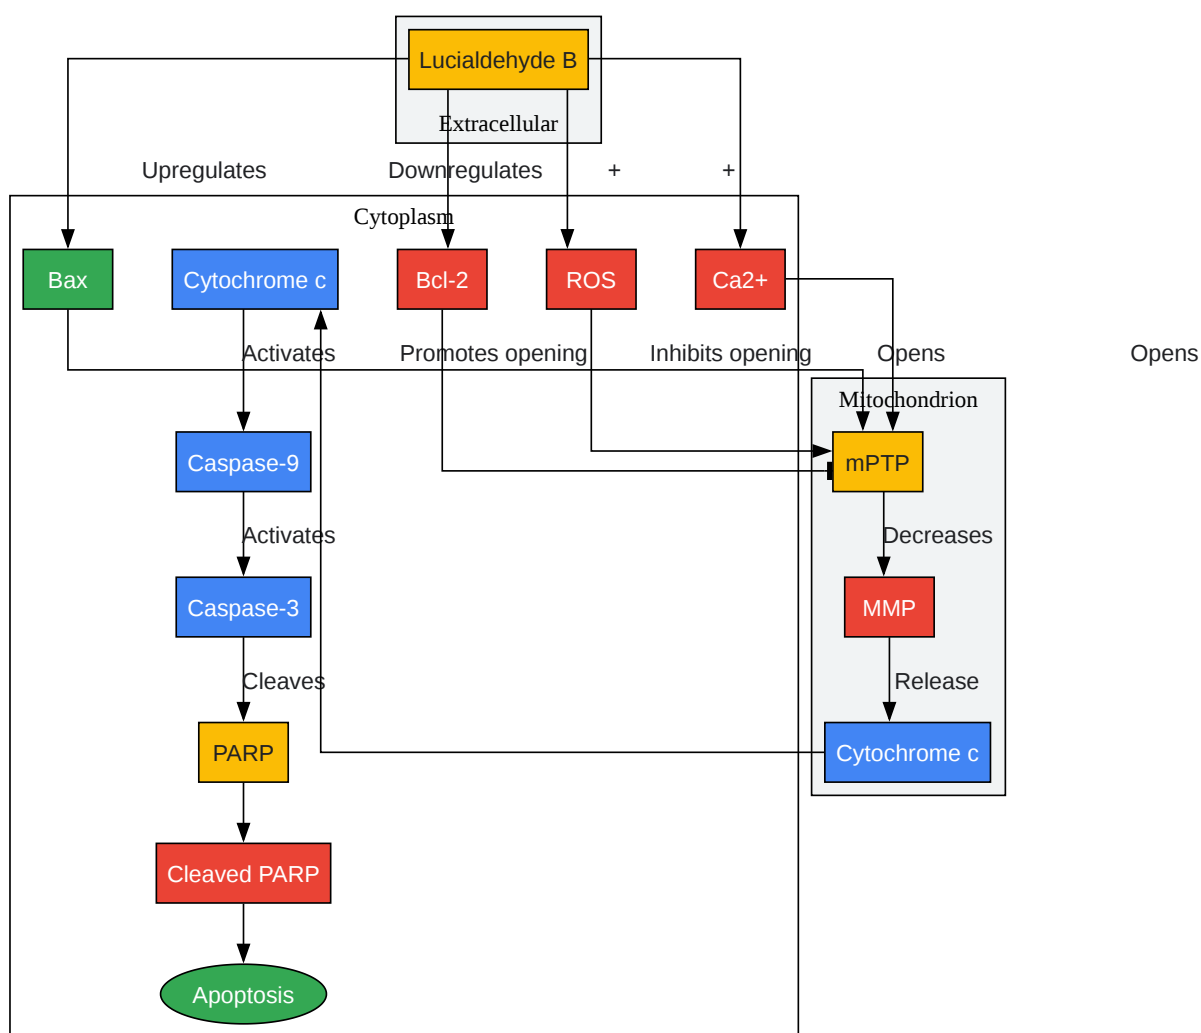 Lucialdehyde B
Extracellular
Upregulates
Downregulates
+
+
Cytoplasm
Bax
Cytochrome c
Bcl-2
ROS
Ca2+
Activates
Promotes opening
Inhibits opening
Opens
Opens
Mitochondrion
Caspase-9
mPTP
Activates
Decreases
Caspase-3
MMP
Cleaves
Release
PARP
Cytochrome c
Cleaved PARP
Apoptosis